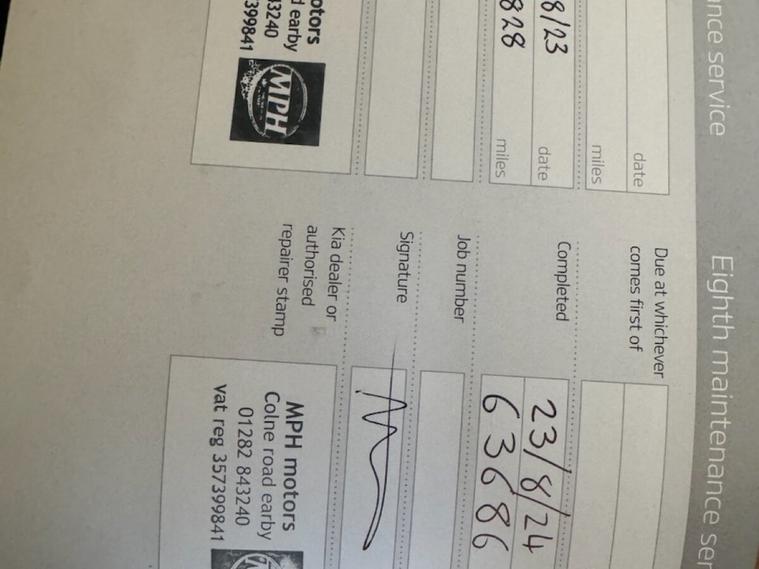 nce service
date
miles
8/23
date
828
miles
otors
d earby
3240
399841
MPH
Eighth maintenance ser
Due at whichever
comes first of
Completed
23/8/24
63686
Job number
Signature
Kia dealer or
authorised
repairer stamp
MPH motors
Colne road earby
01282 843240
vat reg 357399841